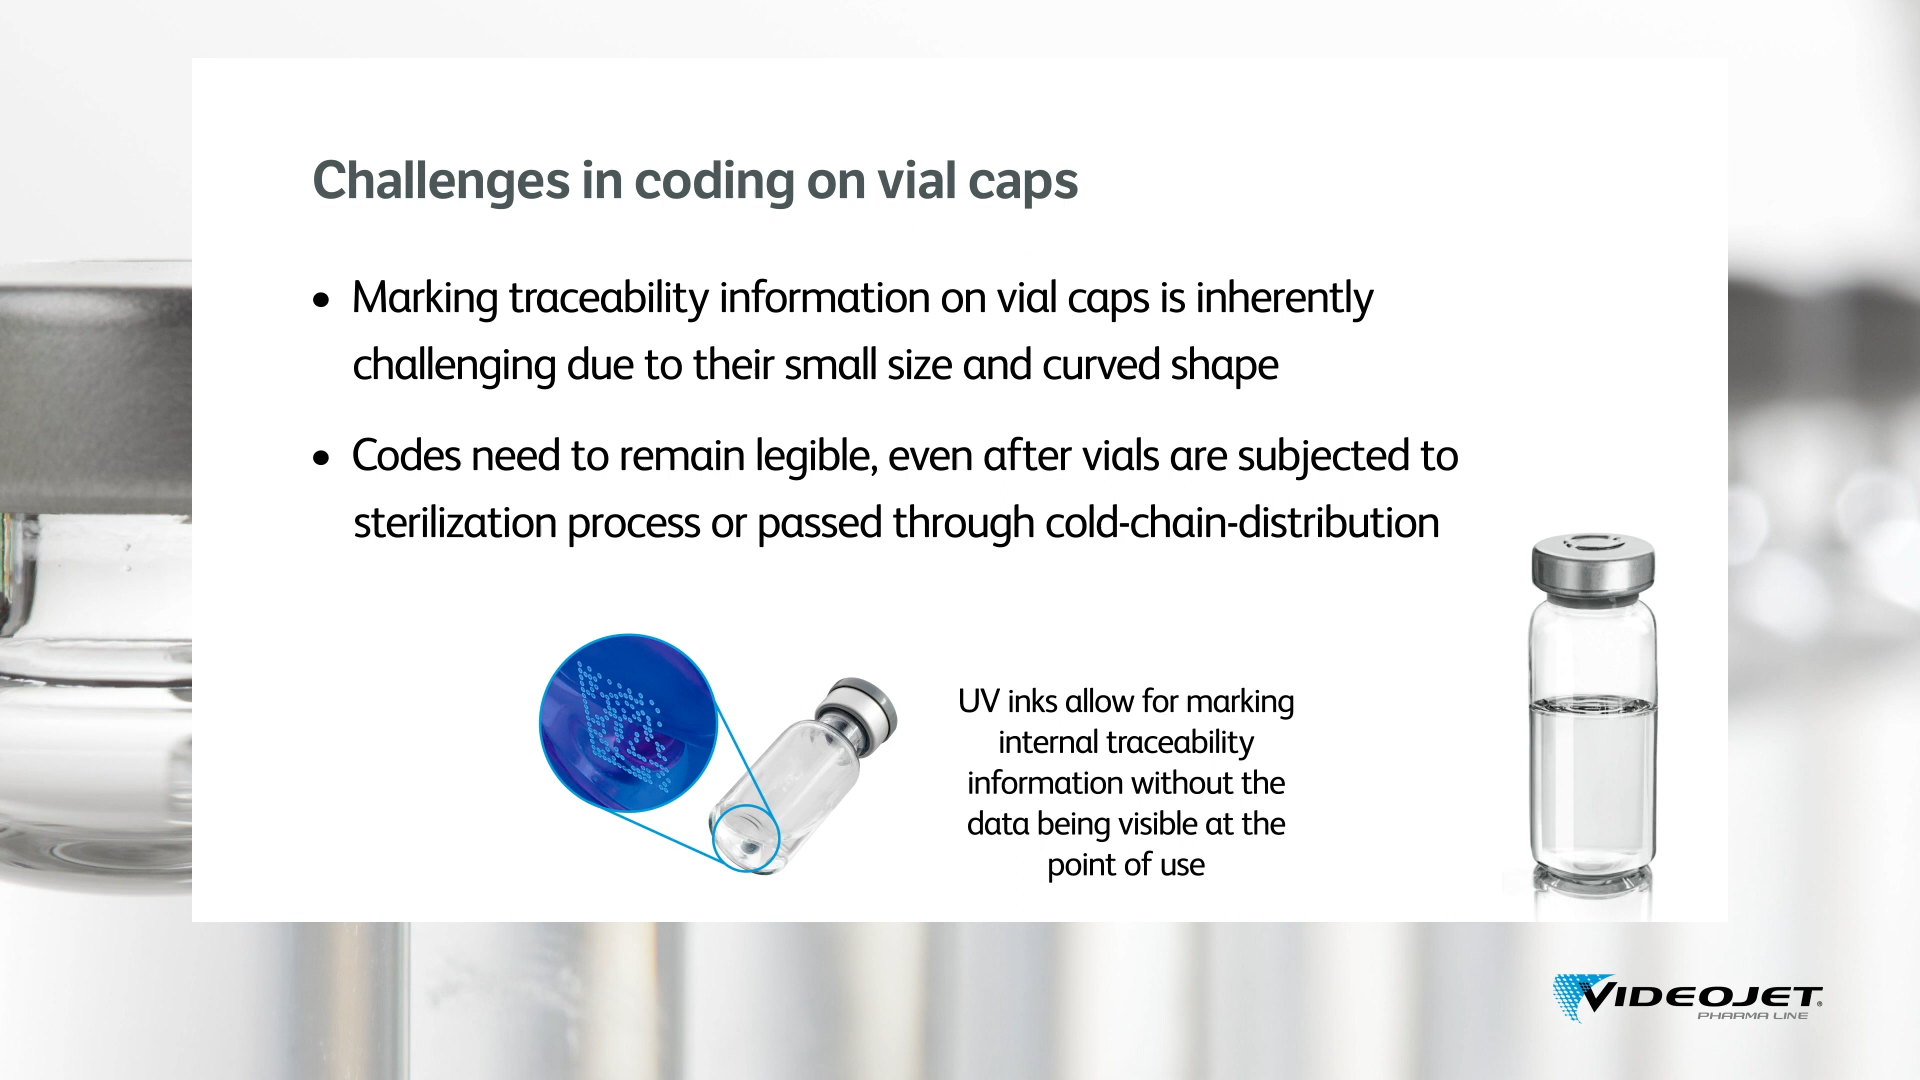 Challenges in coding on vial caps
• Marking traceability information on vial caps is inherently
challenging due to their small size and curved shape
• Codes need to remain legible, even after vials are subjected to
sterilization process or passed through cold-chain-distribution
UV inks allow for marking
internal traceability
information without the
data being visible at the
point of use
VIDEOJET®
PHARMA LINE